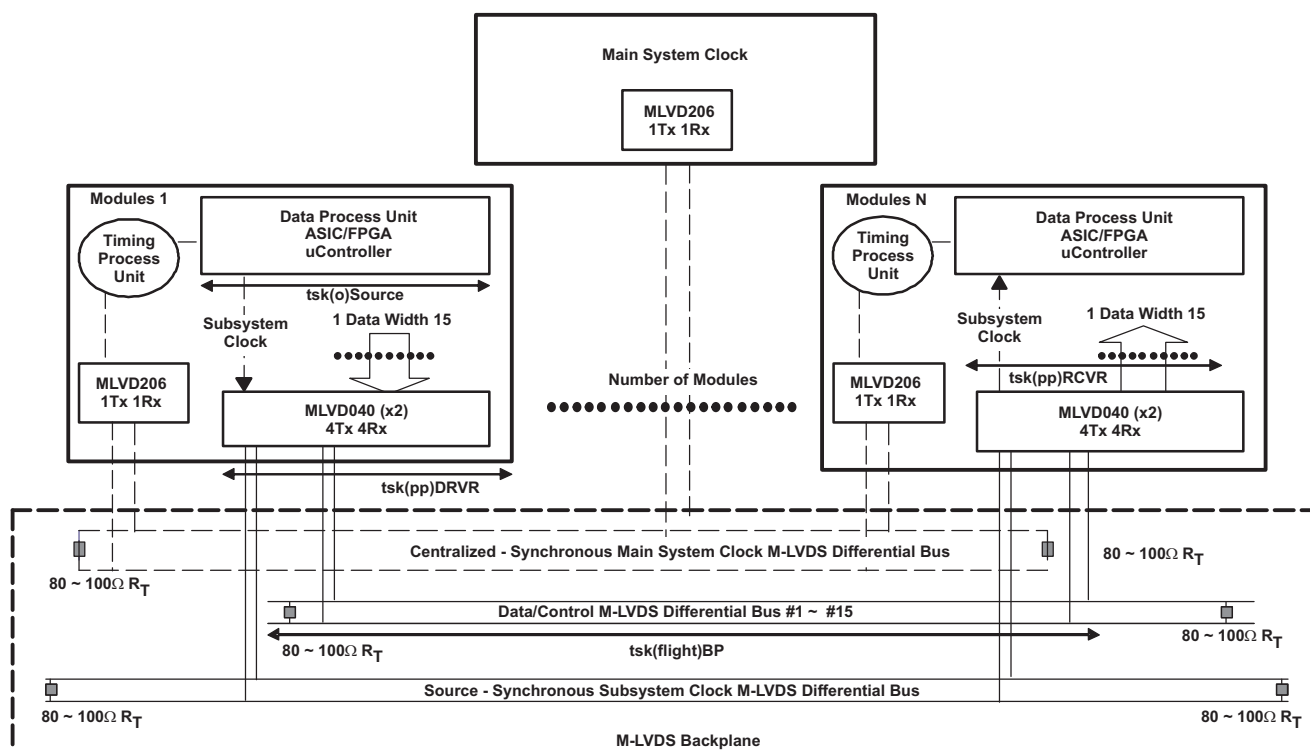 Main System Clock
MLVD206
1Tx 1Rx
Modules 1
Data Process Unit
ASIC/FPGA
uController
Timing
Process
Unit
tsk(o)Source
Subsystem
Clock
1 Data Width 15
MLVD206
1Tx 1Rx
MLVD040 (x2)
4Tx 4Rx
tsk(pp)DRVR
Number of Modules
Modules N
Data Process Unit
ASIC/FPGA
uController
Timing
Process
Unit
Subsystem
Clock
1 Data Width 15
tsk(pp)RCVR
MLVD206
1Tx 1Rx
MLVD040 (x2)
4Tx 4Rx
Centralized - Synchronous Main System Clock M-LVDS Differential Bus
80 ~ 100Ω RT
80 ~ 100Ω RT
Data/Control M-LVDS Differential Bus #1 ~ #15
80 ~ 100Ω RT
tsk(flight)BP
80 ~ 100Ω RT
Source - Synchronous Subsystem Clock M-LVDS Differential Bus
80 ~ 100Ω RT
80 ~ 100Ω RT
M-LVDS Backplane